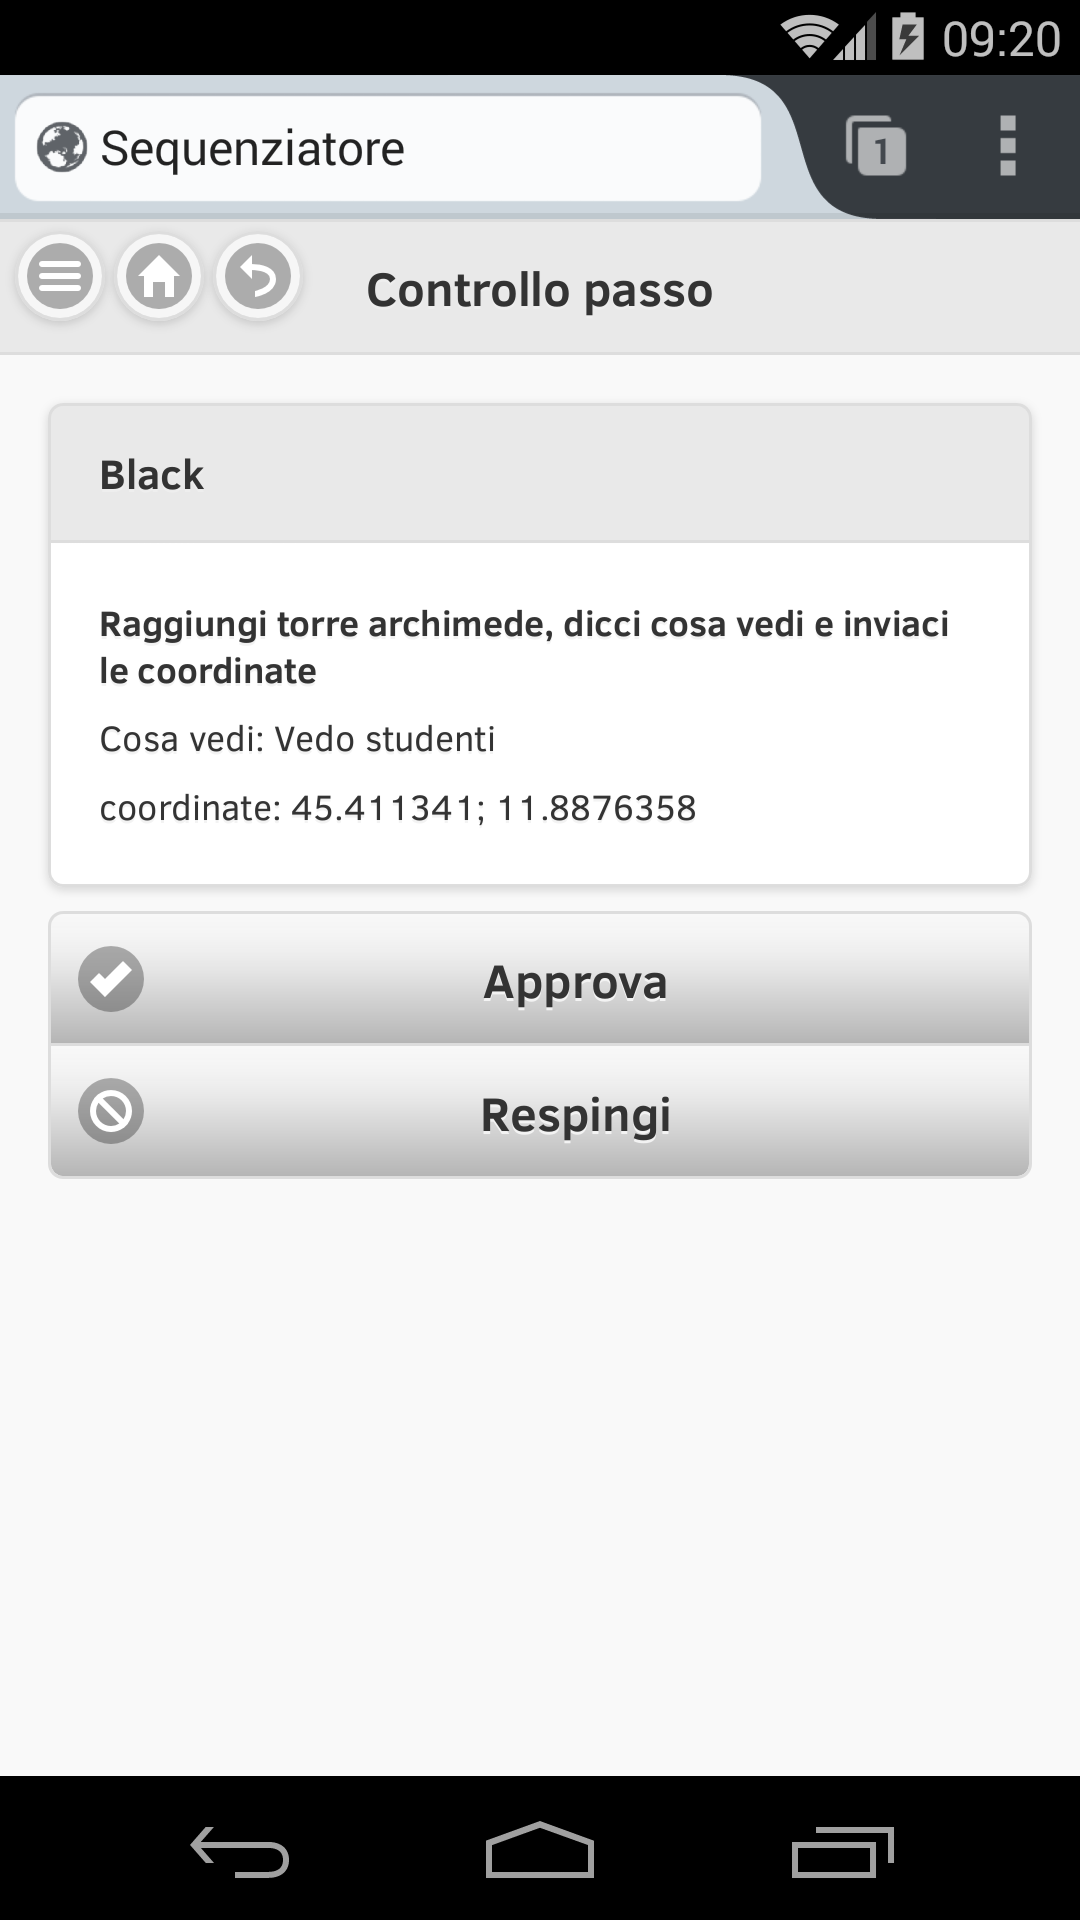 09:20
Sequenziatore
1
Controllo passo
Black
Raggiungi torre archimede, dicci cosa vedi e inviaci
le coordinate
Cosa vedi: Vedo studenti
coordinate: 45.411341; 11.8876358
Approva
Respingi